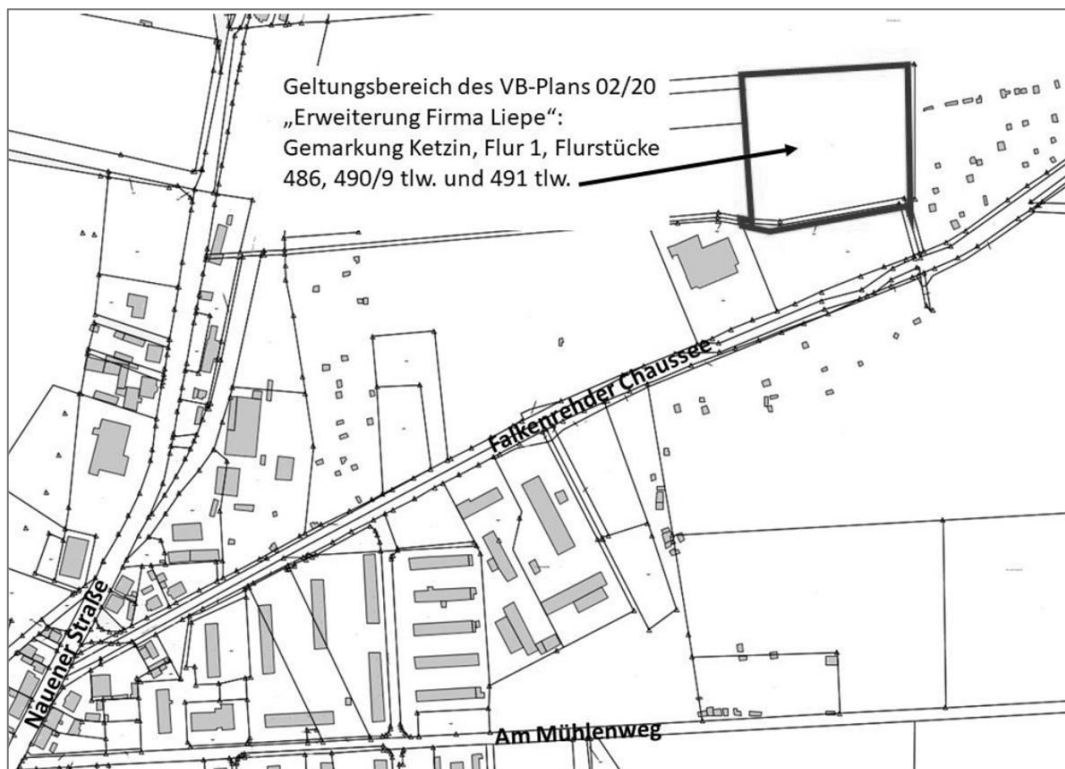 Geltungsbereich des VB-Plans 02/20
„Erweiterung Firma Liepe“:
Gemarkung Ketzin, Flur 1, Flurstücke
486, 490/9 tlw. und 491 tlw.
Falkenrehder Chaussee
Nauener Straße
Am Mühlenweg